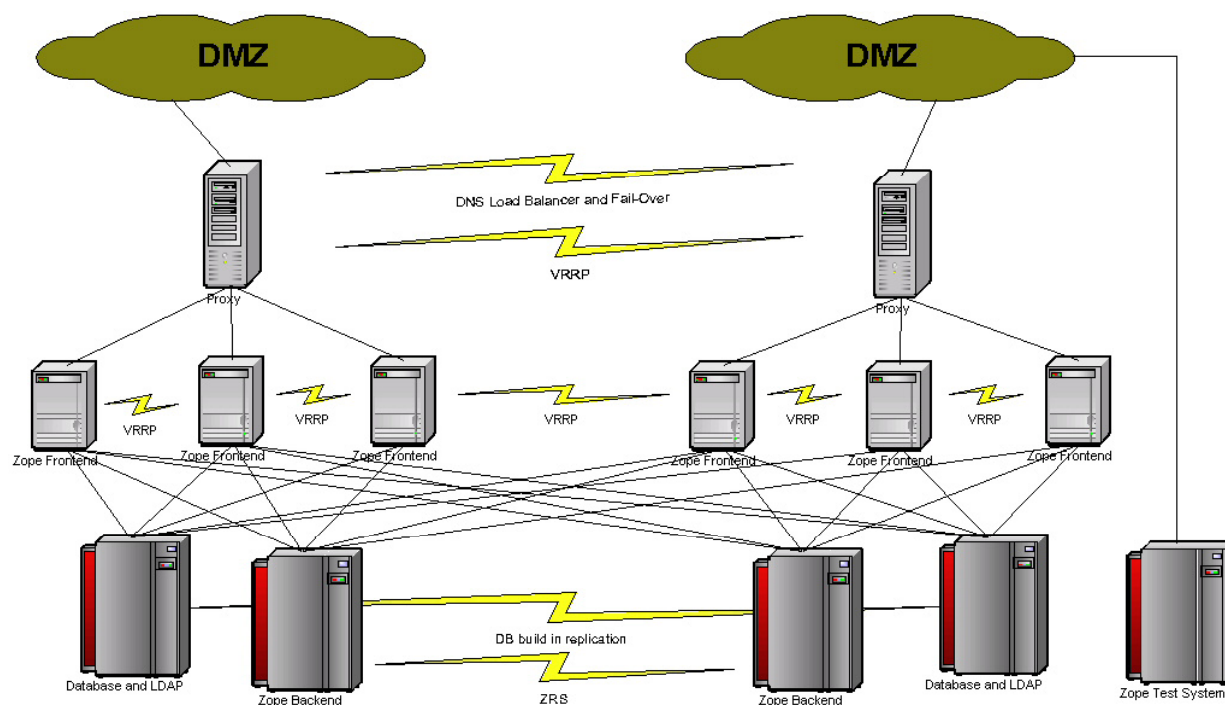 DMZ
DMZ
DNS Load Balancer and Fail-Over
VRRP
Proxy
Proxy
VRRP
VRRP
VRRP
VRRP
VRRP
Zope Frontend
Zope Frontend
Zope Frontend
Zope Frontend
Zope Frontend
Zope Frontend
DB build in replication
Database and LDAP
Zope Backend
ZRS
Zope Backend
Database and LDAP
Zope Test System